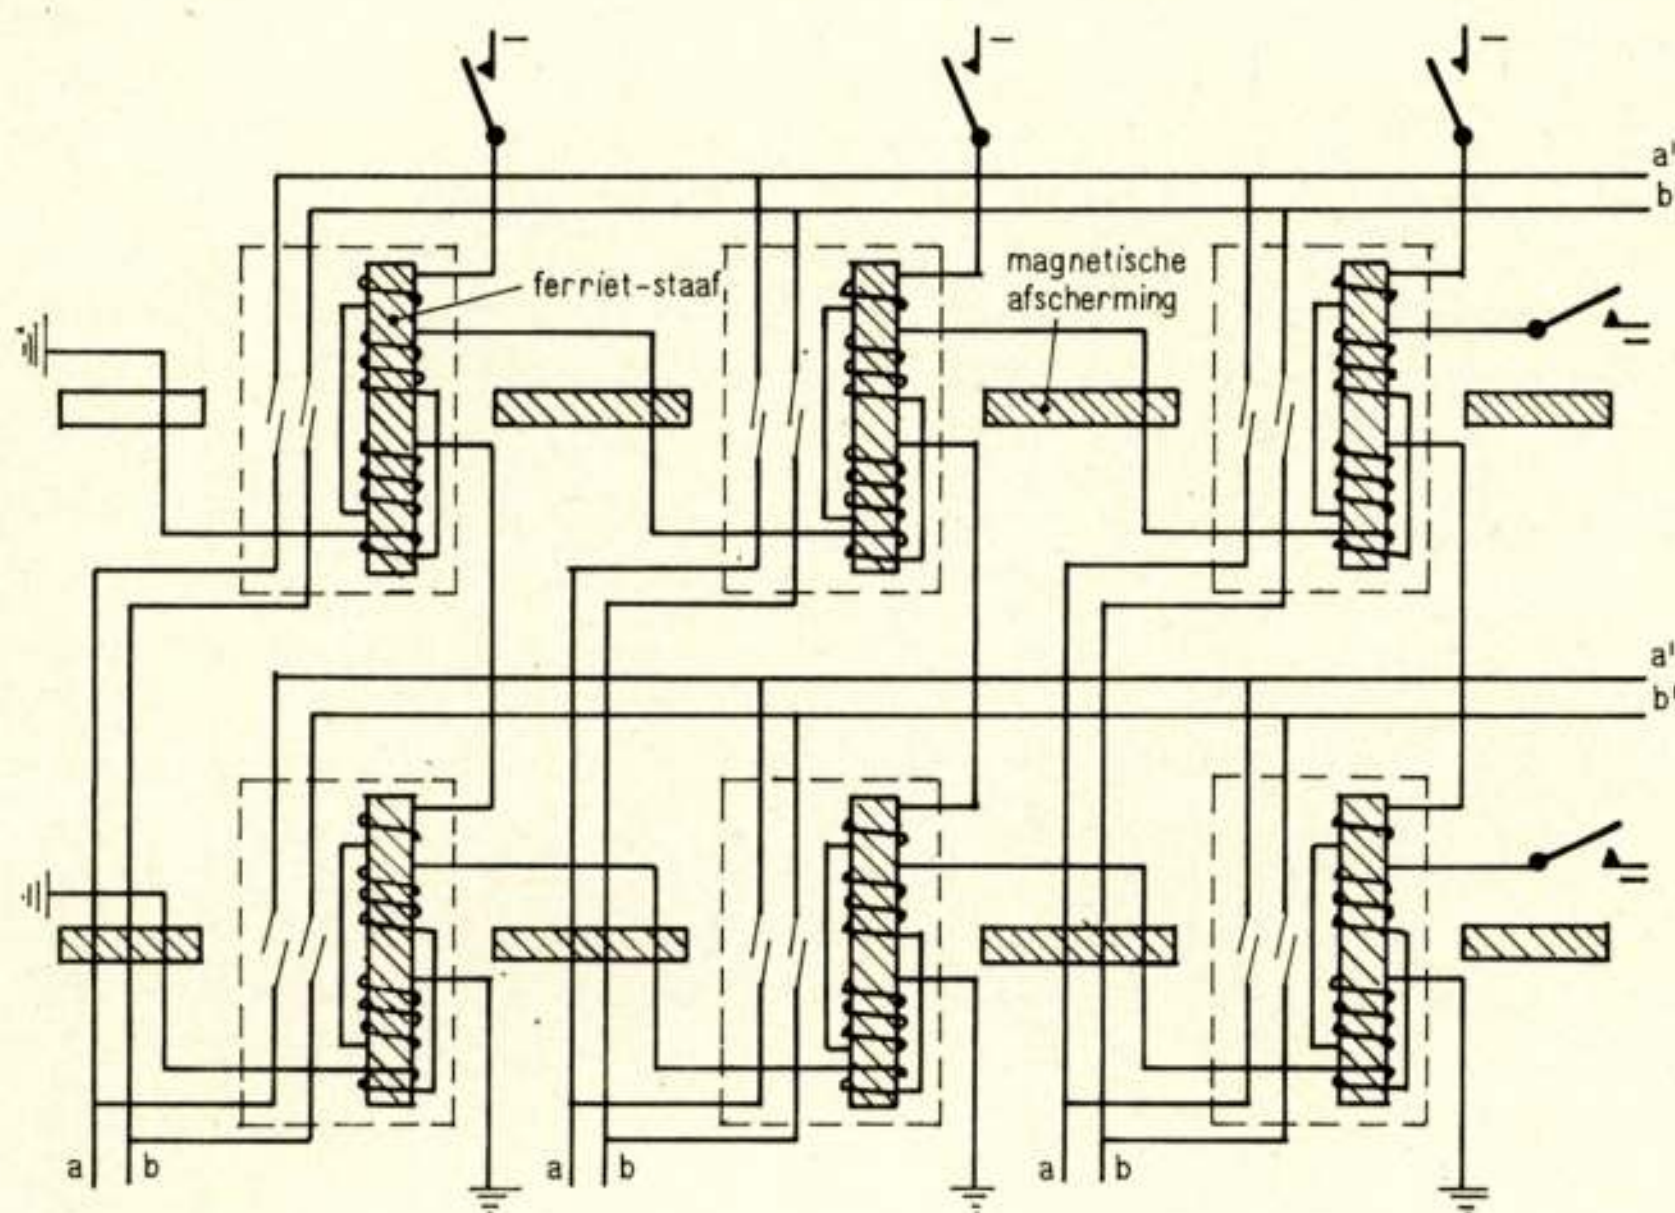 a'
b'
ferriet-staaf
magnetische
afscherming
a'
b'
a b a b a b